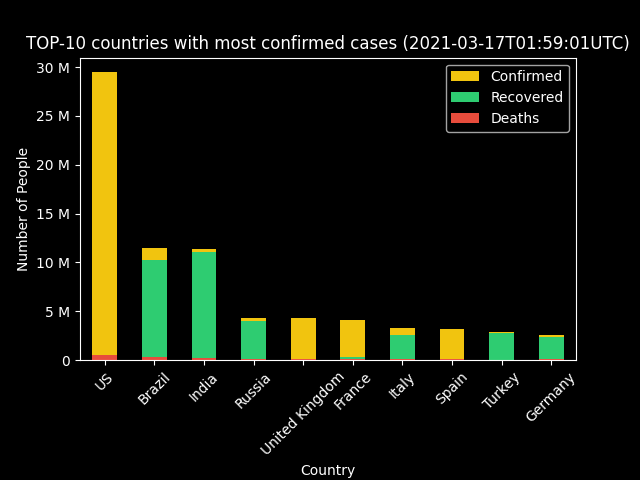 TOP-10 countries with most confirmed cases (2021-03-17T01:59:01UTC)
30 M
25 M
20 M
15 M
10 M
5 M
0
Number of People
Confirmed
Recovered
Deaths
US
Brazil
India
Russia
United Kingdom
France
Italy
Spain
Turkey
Germany
Country